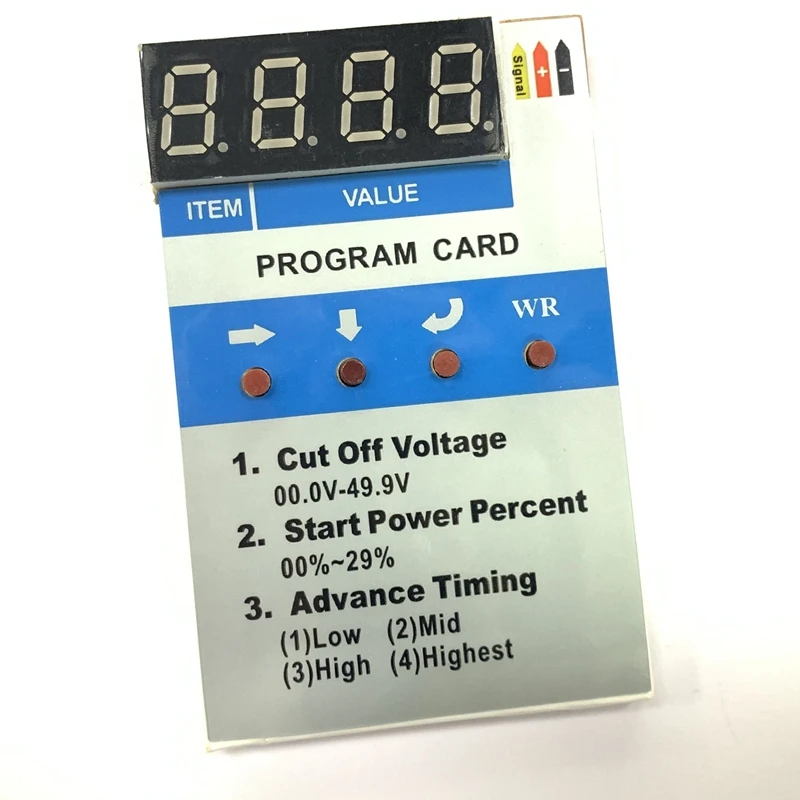 Signal + -
ITEM VALUE
PROGRAM CARD
WR
1. Cut Off Voltage
00.0V-49.9V
2. Start Power Percent
00%~29%
3. Advance Timing
(1)Low (2)Mid
(3)High (4)Highest